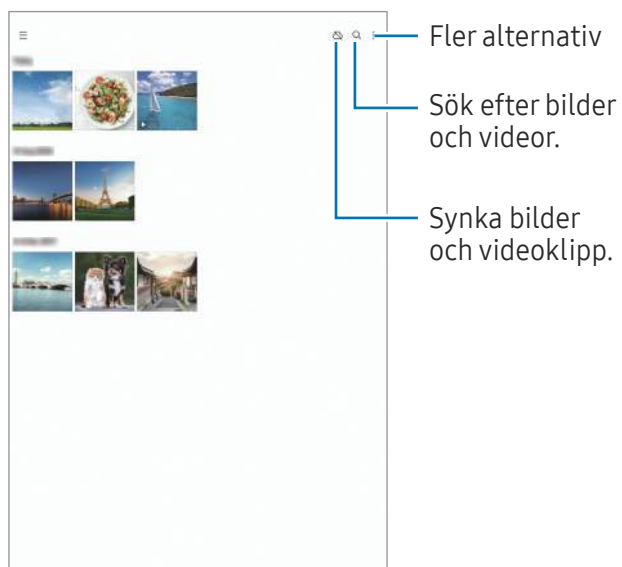 Fler alternativ
Sök efter bilder
och videor.
Synka bilder
och videoklipp.